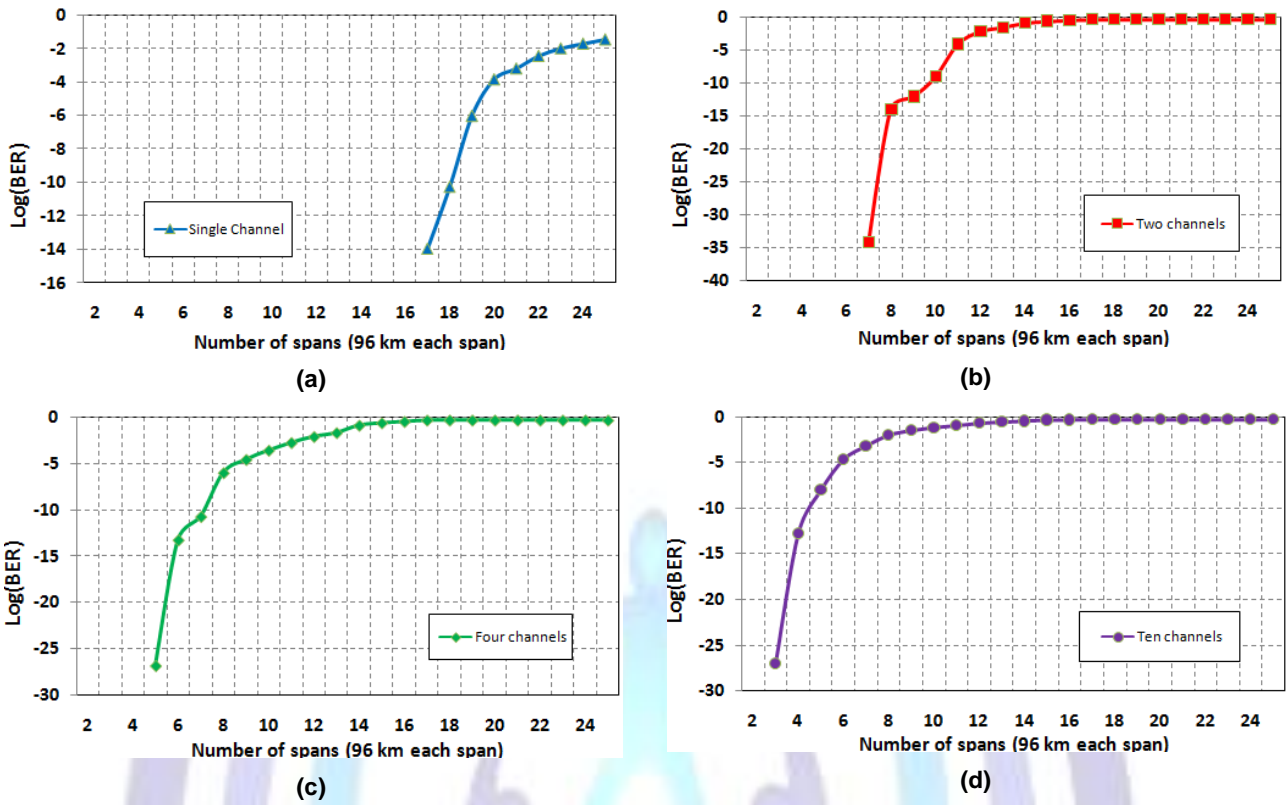 0
-2
-4
-6
-8
-10
-12
-14
-16
Log(BER)
Single Channel
2 4 6 8 10 12 14 16 18 20 22 24
Number of spans (96 km each span)
(a)
0
-5
-10
-15
-20
-25
-30
-35
-40
Log(BER)
Two channels
2 4 6 8 10 12 14 16 18 20 22 24
Number of spans (96 km each span)
(b)
0
-5
-10
-15
-20
-25
-30
Log(BER)
Four channels
2 4 6 8 10 12 14 16 18 20 22 24
Number of spans (96 km each span)
(c)
0
-5
-10
-15
-20
-25
-30
Log(BER)
Ten channels
2 4 6 8 10 12 14 16 18 20 22 24
Number of spans (96 km each span)
(d)